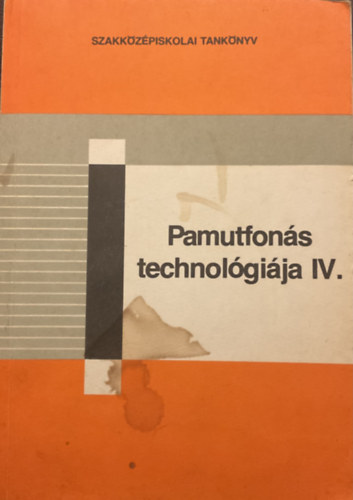 SZAKKÖZÉPISKOLAI TANKÖNYV
Pamutfonás
technológiája IV.